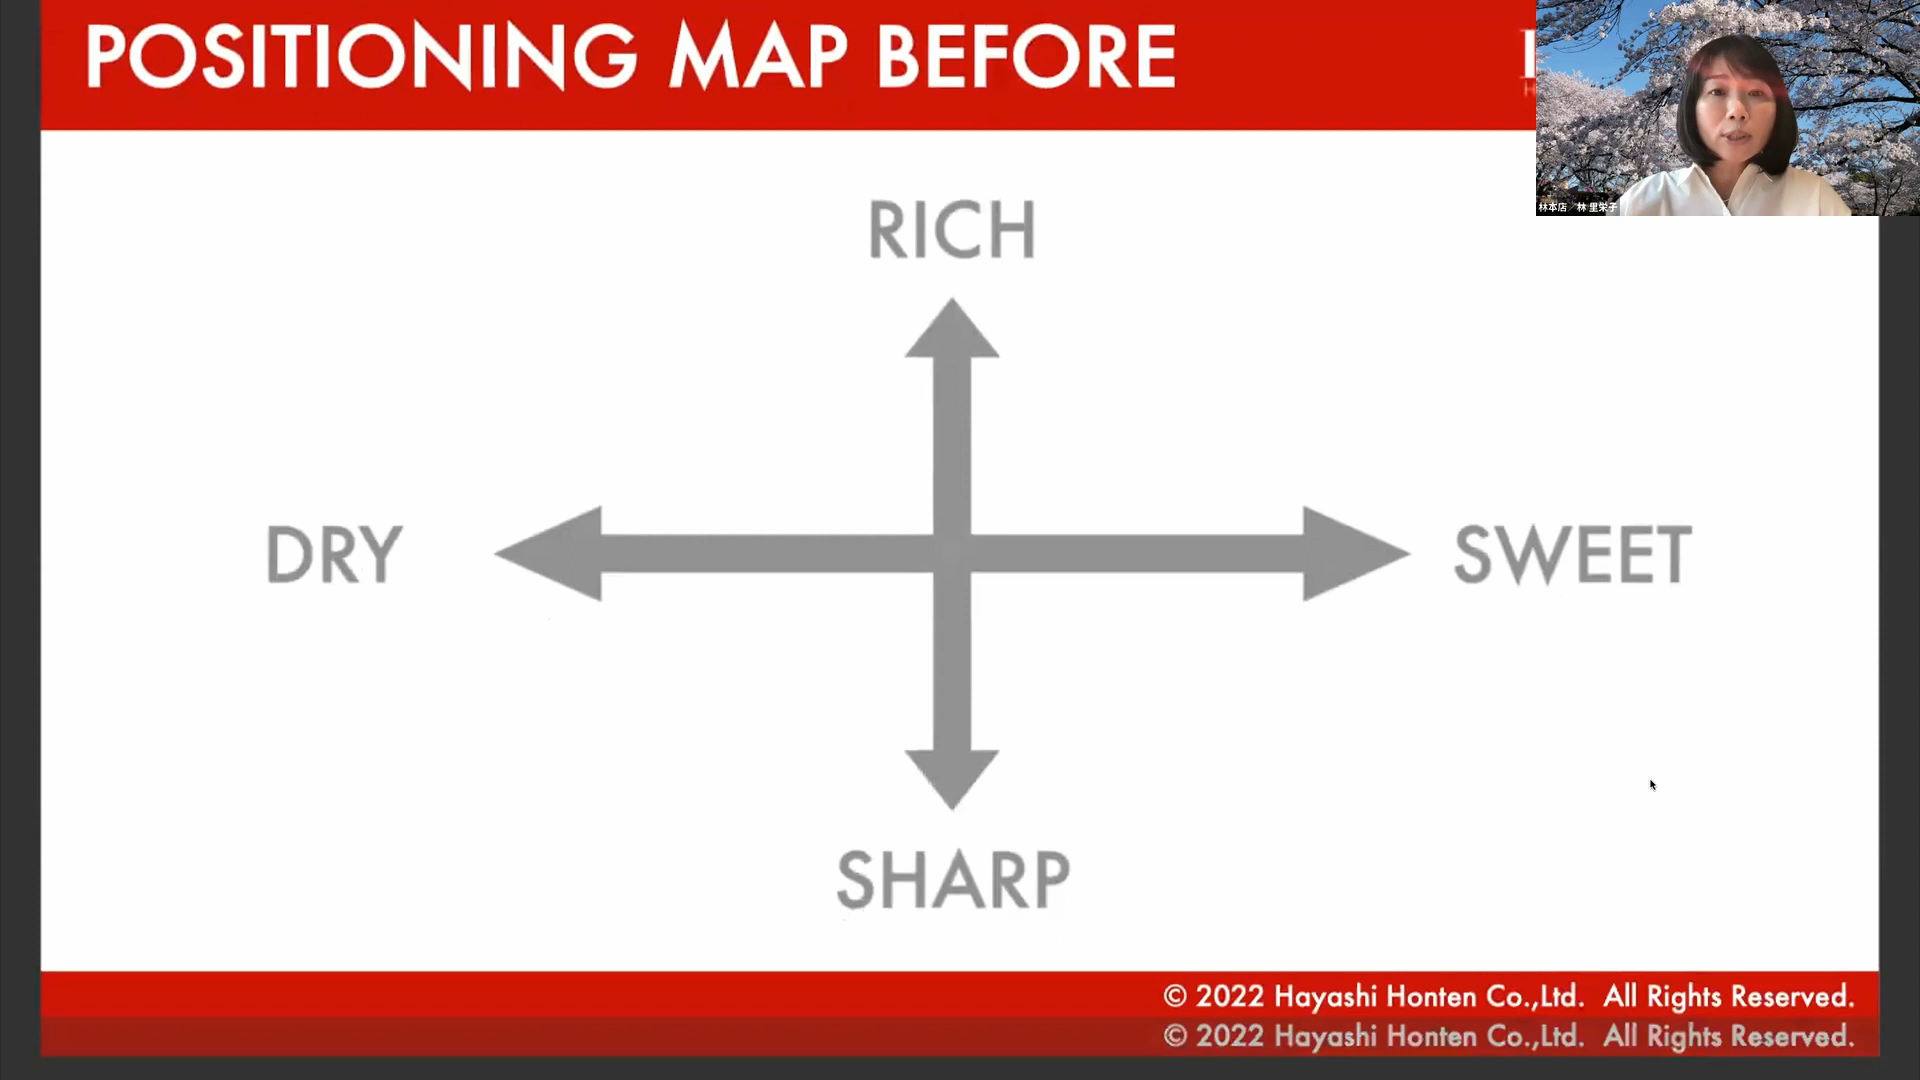 POSITIONING MAP BEFORE
林本店 林 里栄子
RICH
DRY
SWEET
SHARP
© 2022 Hayashi Honten Co.,Ltd. All Rights Reserved.
© 2022 Hayashi Honten Co.,Ltd. All Rights Reserved.